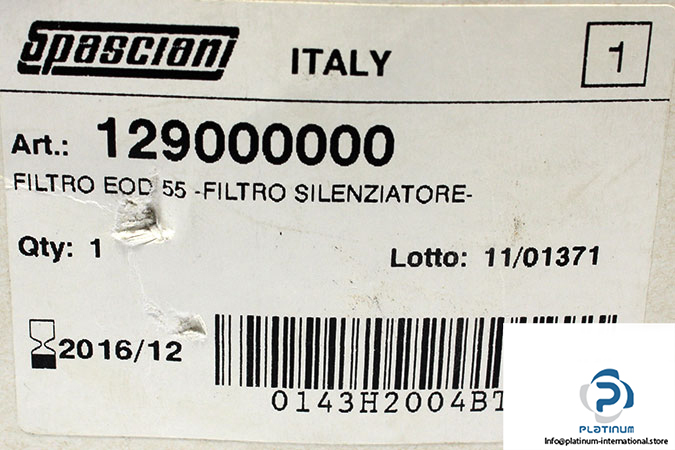 Spasciani ITALY 1
Art.: 129000000
FILTRO EOD 55 -FILTRO SILENZIATORE-
Qty: 1 Lotto: 11/01371
2016/12
0143H2004BT
PLATINUM
Info@platinum-international.store